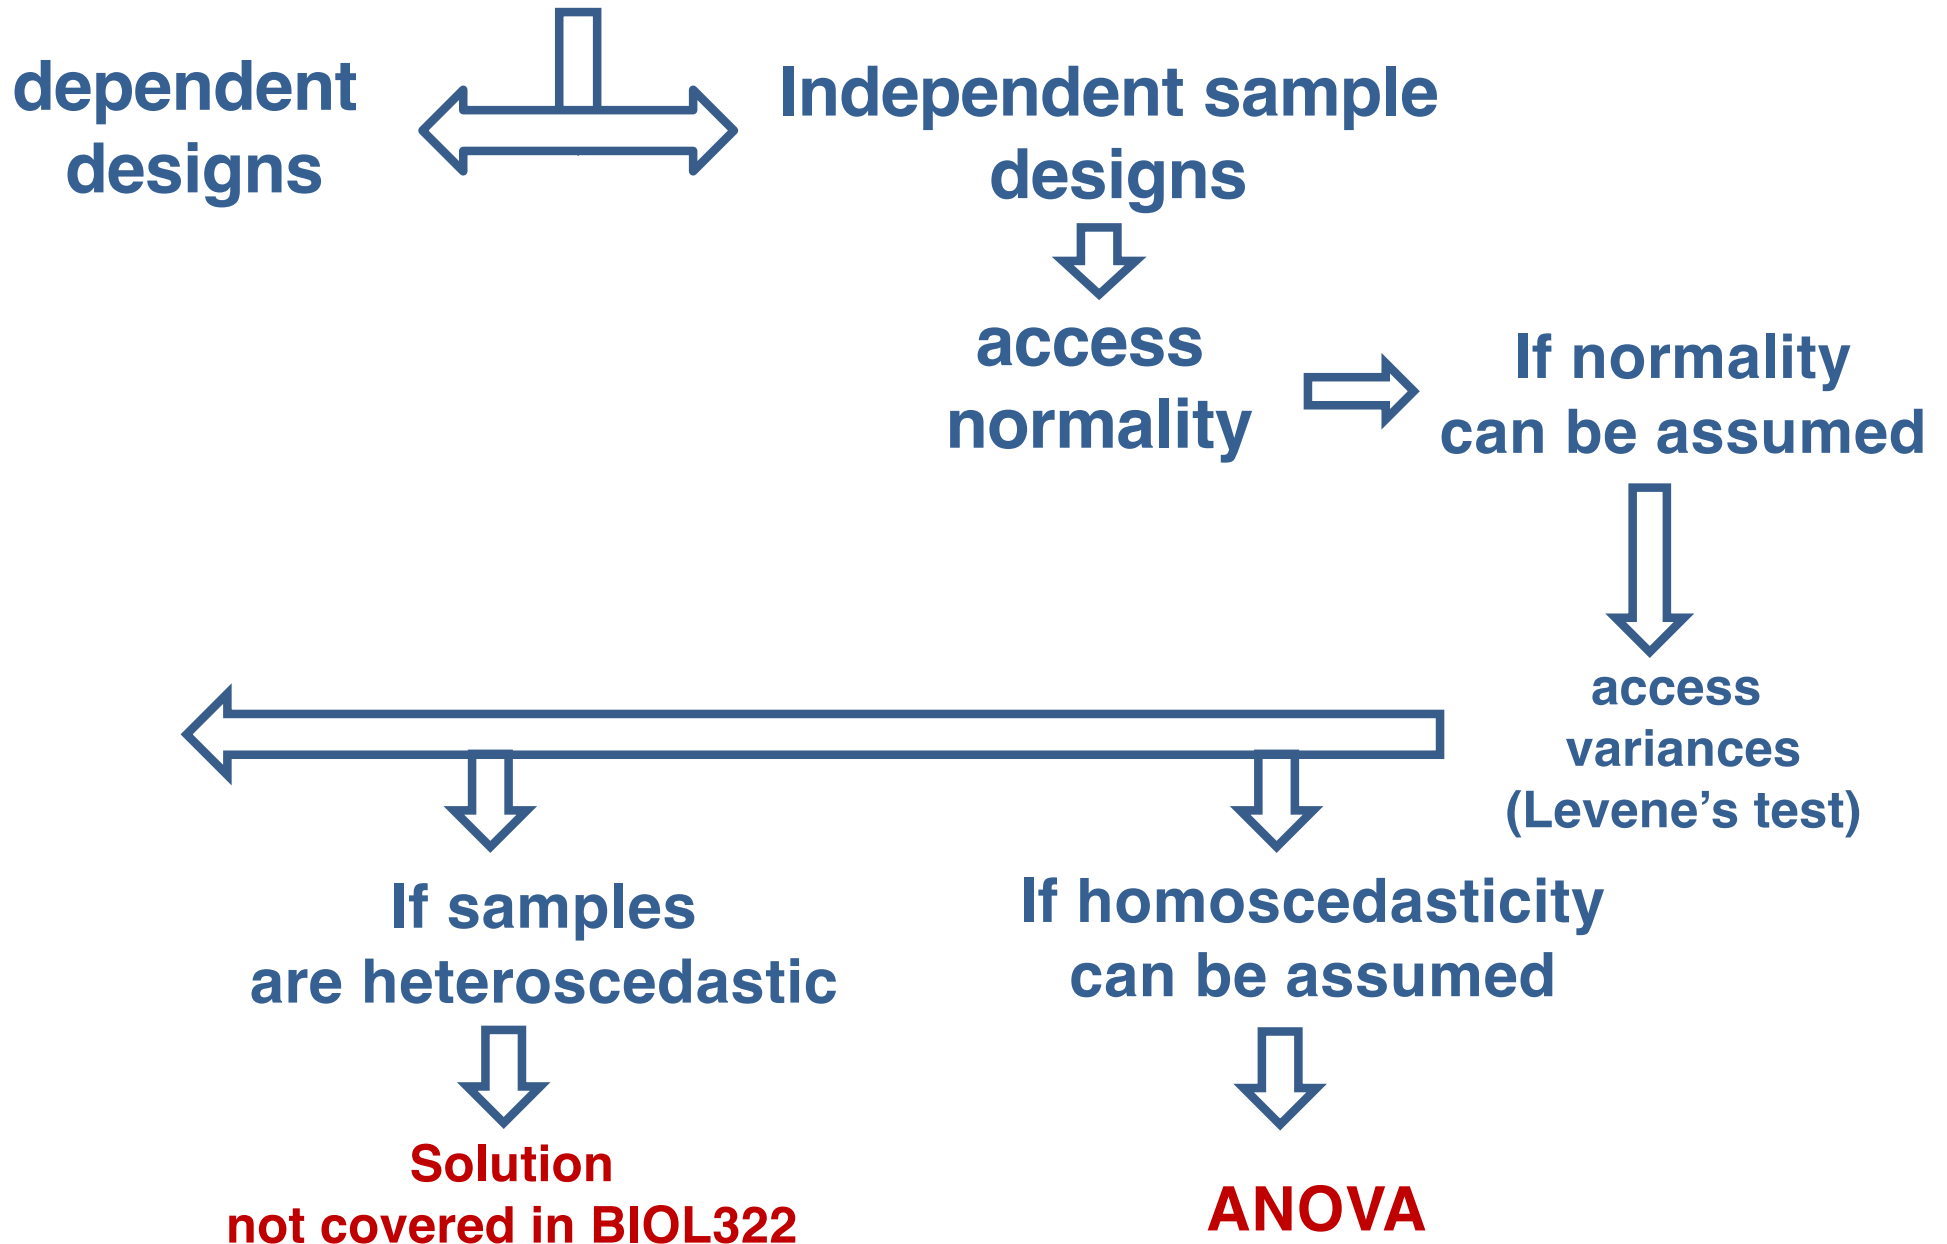 dependent
designs
Independent sample
designs
access
normality
If normality
can be assumed
access
variances
(Levene’s test)
If samples
are heteroscedastic
If homoscedasticity
can be assumed
Solution
not covered in BIOL322
ANOVA